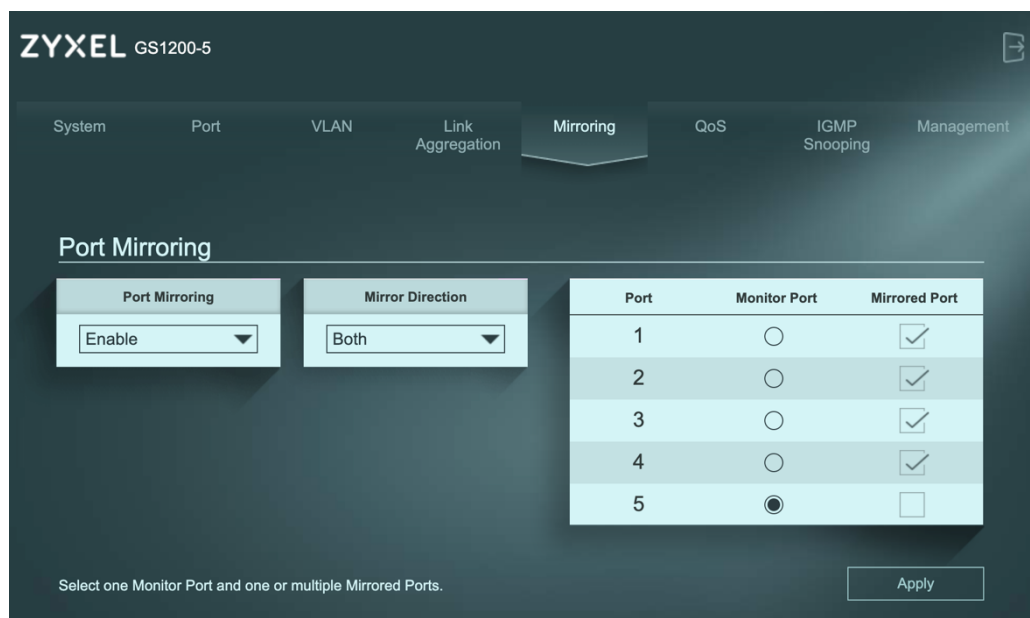 ZYXEL GS1200-5
System Port VLAN Link Aggregation Mirroring QoS IGMP Snooping Management
Port Mirroring
Port Mirroring Mirror Direction
Enable Both
Port Monitor Port Mirrored Port
1
2
3
4
5
Select one Monitor Port and one or multiple Mirrored Ports.
Apply